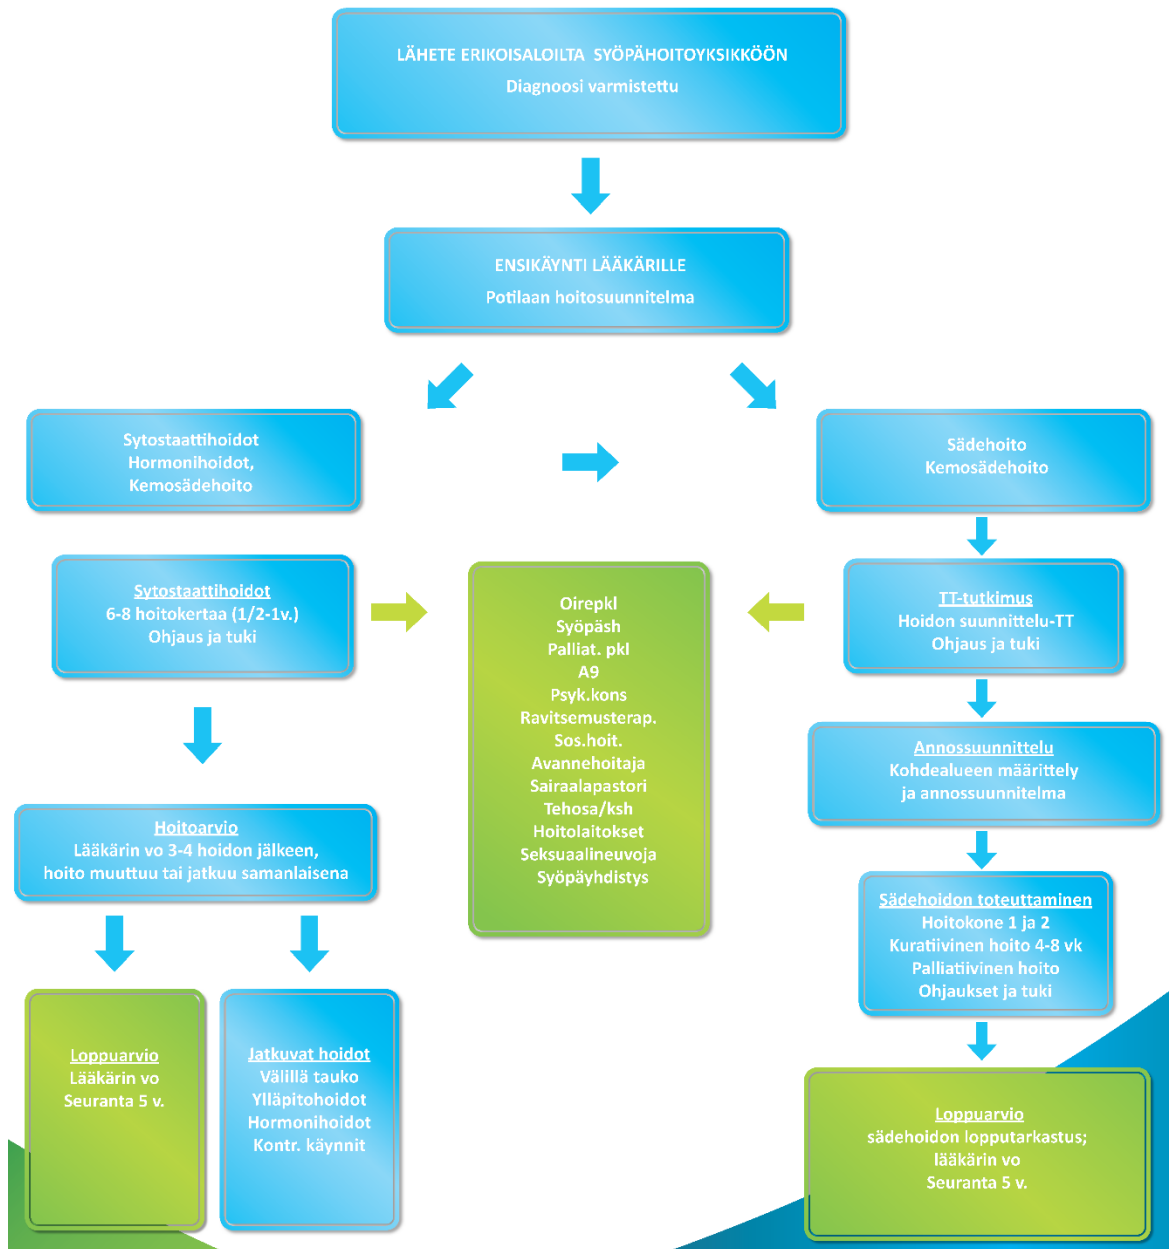 LÄHETE ERIKOISALOILTA SYÖPÄHOITOYKSIKKÖÖN
Diagnoosi varmistettu
ENSIKÄYNTI LÄÄKÄRILLE
Potilaan hoitosuunnitelma
Sytostaattihoidot
Hormonihoidot,
Kemosädehoito
Sädehoito
Kemosädehoito
Sytostaattihoidot
6-8 hoitokertaa (1/2-1v.)
Ohjaus ja tuki
Oirepkl
Syöpäsh
Palliat. pkl
A9
Psyk.kons
Ravitsemusterap.
Sos.hoit.
Avannehoitaja
Sairaalapastori
Tehosa/ksh
Hoitolaitokset
Seksuaalineuvoja
Syöpäyhdistys
TT-tutkimus
Hoidon suunnittelu-TT
Ohjaus ja tuki
Annossuunnittelu
Kohdealueen määrittely
ja annossuunnitelma
Hoitoarvio
Lääkärin vo 3-4 hoidon jälkeen,
hoito muuttuu tai jatkuu samanlaisena
Sädehoidon toteuttaminen
Hoitokone 1 ja 2
Kuratiivinen hoito 4-8 vk
Palliatiivinen hoito
Ohjaukset ja tuki
Loppuarvio
Lääkärin vo
Seuranta 5 v.
Jatkuvat hoidot
Välillä tauko
Ylläpitohoidot
Hormonihoidot
Kontr. käynnit
Loppuarvio
sädehoidon lopputarkastus;
lääkärin vo
Seuranta 5 v.